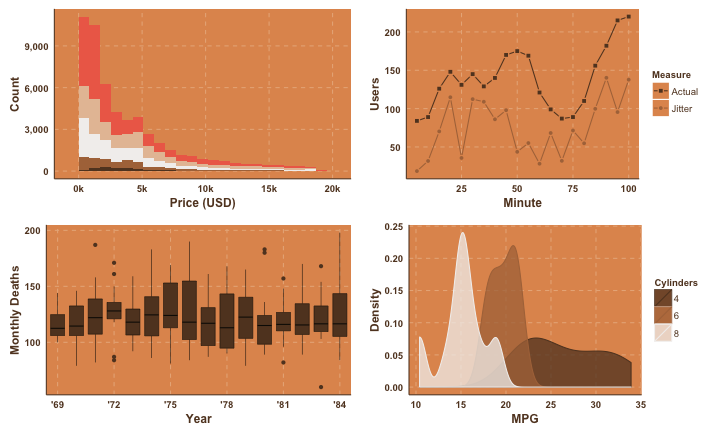 Count
9,000
6,000
3,000
0
0k 5k 10k 15k 20k
Price (USD)
Users
200
150
100
50
25 50 75 100
Minute
Measure
Actual
Jitter
Monthly Deaths
200
150
100
'69 '72 '75 '78 '81 '84
Year
Density
0.25
0.20
0.15
0.10
0.05
0.00
10 15 20 25 30 35
MPG
Cylinders
4
6
8